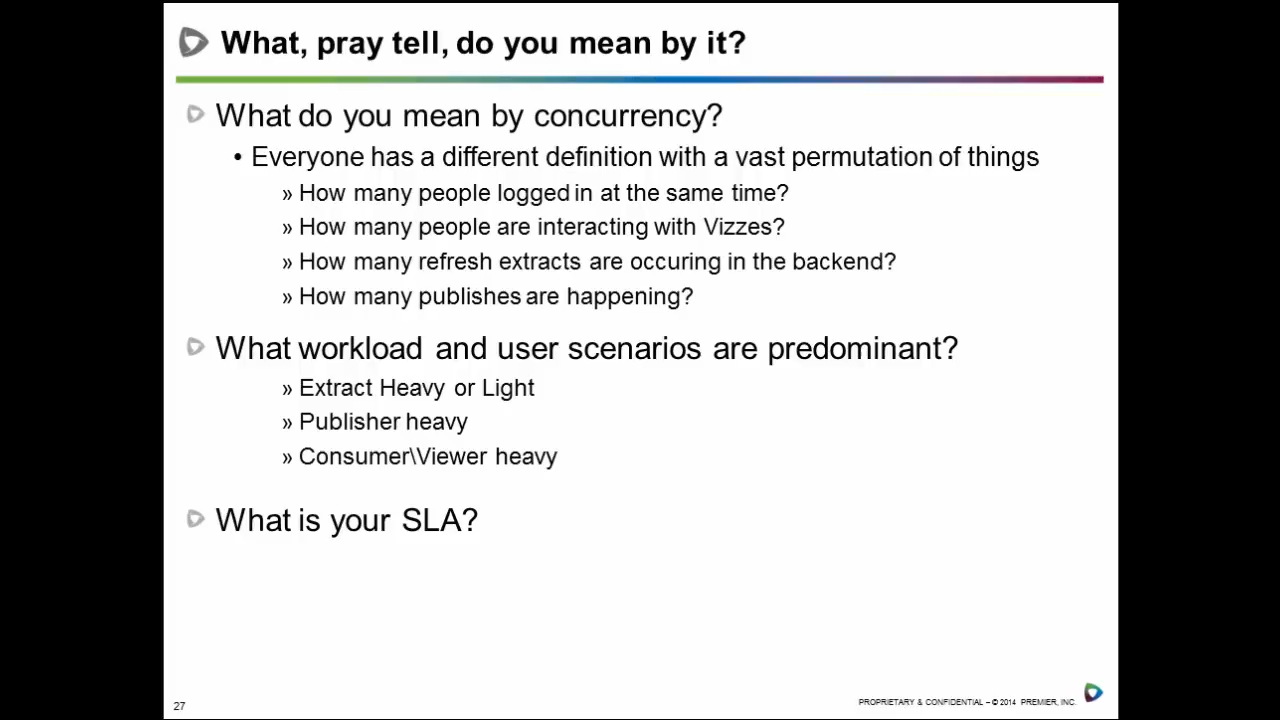 What, pray tell, do you mean by it?
What do you mean by concurrency?
• Everyone has a different definition with a vast permutation of things
» How many people logged in at the same time?
» How many people are interacting with Vizzes?
» How many refresh extracts are occuring in the backend?
» How many publishes are happening?
What workload and user scenarios are predominant?
» Extract Heavy or Light
» Publisher heavy
» Consumer\Viewer heavy
What is your SLA?
27
PROPRIETARY & CONFIDENTIAL – © 2014 PREMIER, INC.